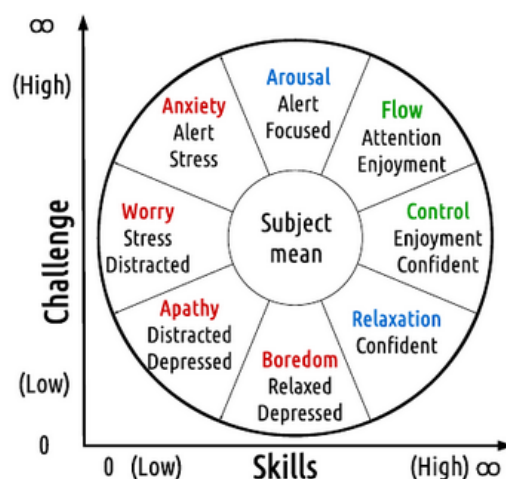 ∞
(High)
Challenge
(Low)
0
Arousal
Alert
Focused
Anxiety
Alert
Stress
Flow
Attention
Enjoyment
Worry
Stress
Distracted
Subject
mean
Control
Enjoyment
Confident
Apathy
Distracted
Depressed
Boredom
Relaxed
Depressed
Relaxation
Confident
0 (Low) Skills (High) ∞